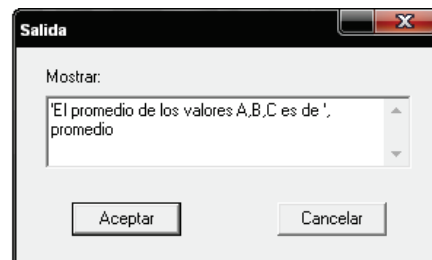 Salida
Mostrar:
'El promedio de los valores A,B,C es de ',
promedio
Aceptar
Cancelar